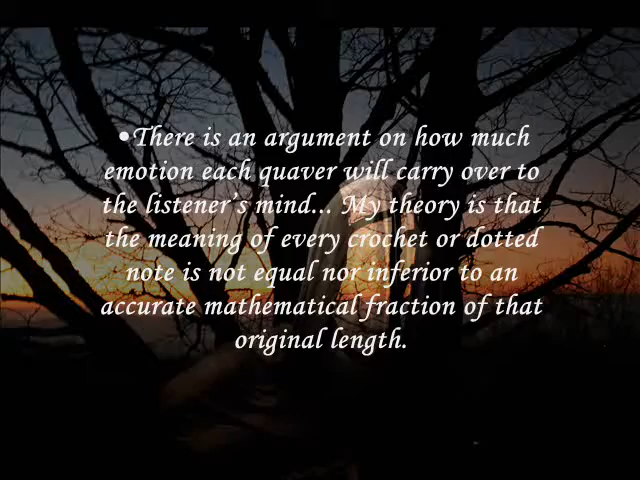 •There is an argument on how much
emotion each quaver will carry over to
the listener's mind... My theory is that
the meaning of every crochet or dotted
note is not equal nor inferior to an
accurate mathematical fraction of that
original length.